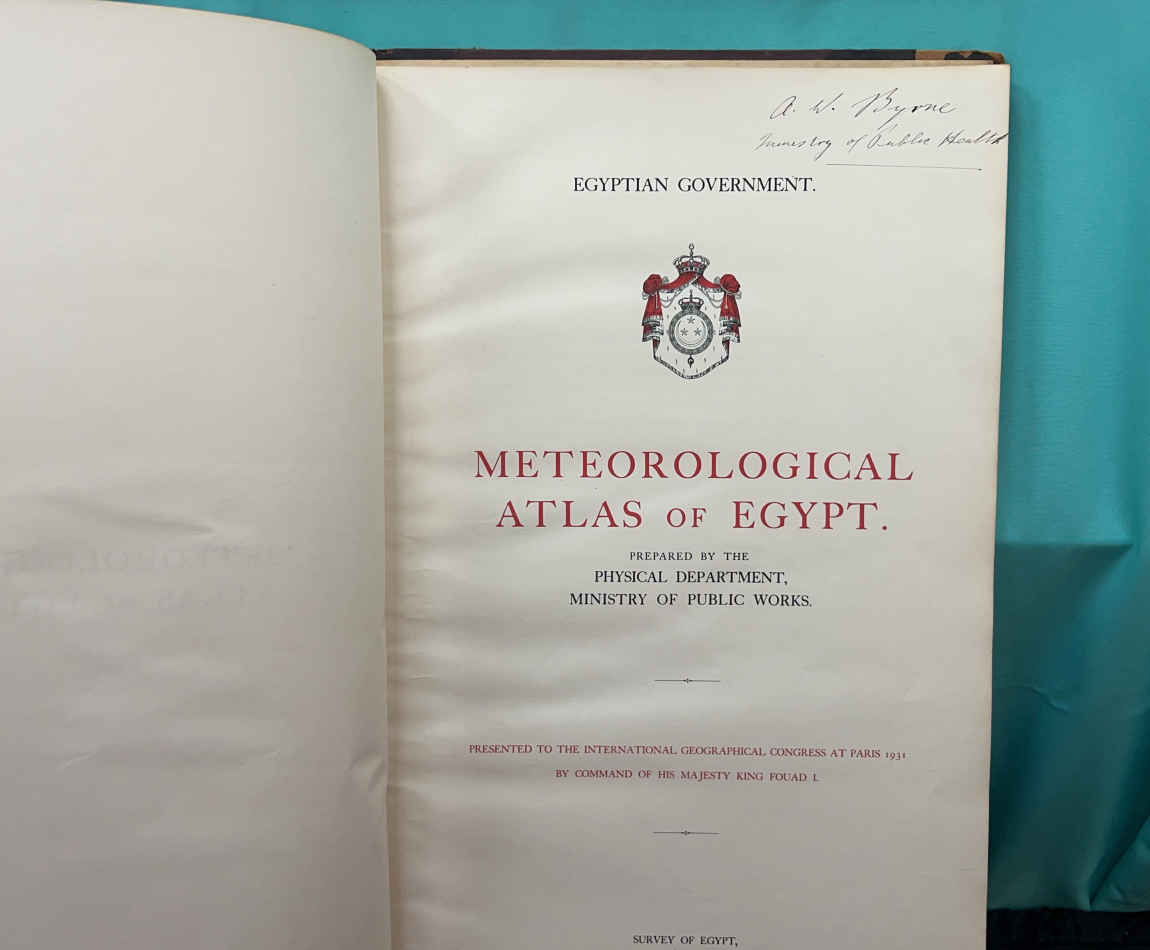 A. W. Byrne
Ministry of Public Health
EGYPTIAN GOVERNMENT.
METEOROLOGICAL
ATLAS OF EGYPT.
PREPARED BY THE
PHYSICAL DEPARTMENT,
MINISTRY OF PUBLIC WORKS.
PRESENTED TO THE INTERNATIONAL GEOGRAPHICAL CONGRESS AT PARIS 1931
BY COMMAND OF HIS MAJESTY KING FOUAD I.
SURVEY OF EGYPT,